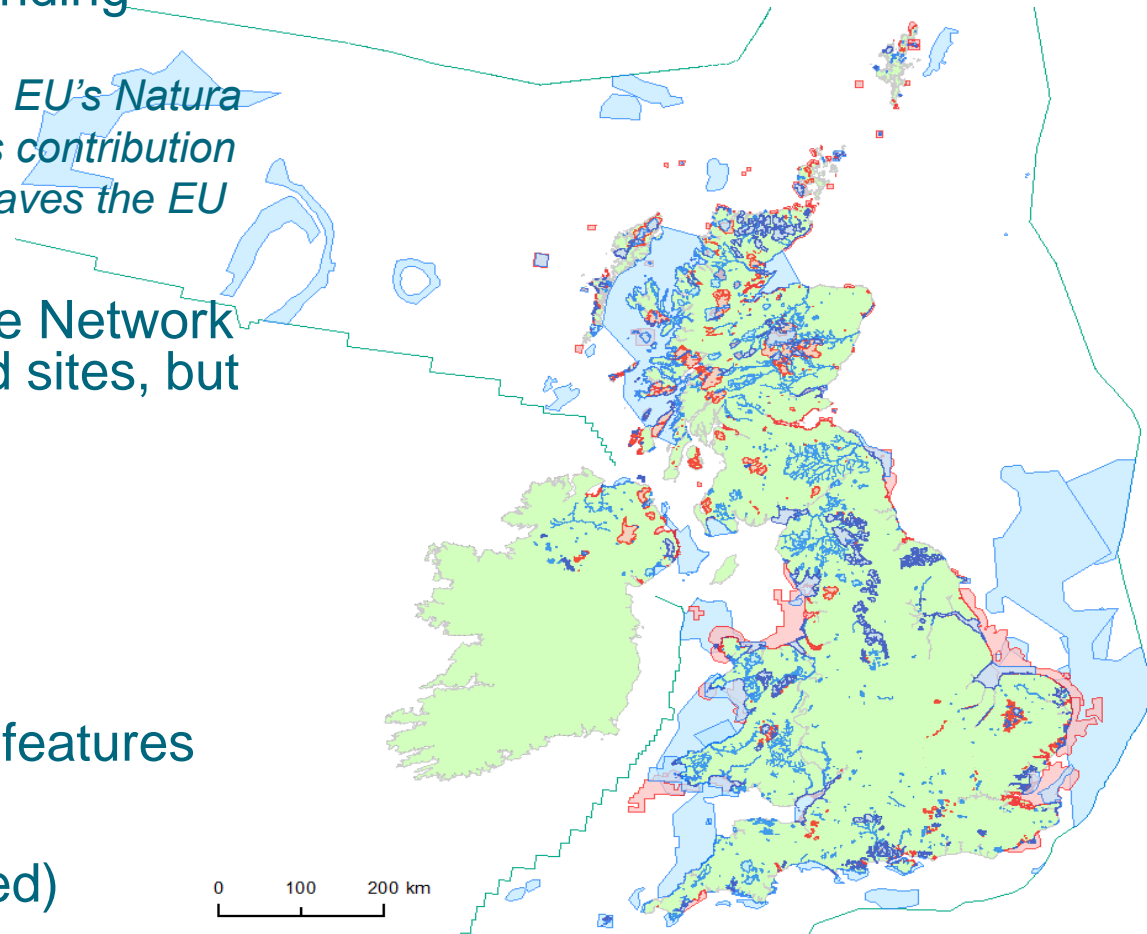 EU's Natura
contribution
aves the EU
e Network
sites, but
features
ed)
0 100 200 km